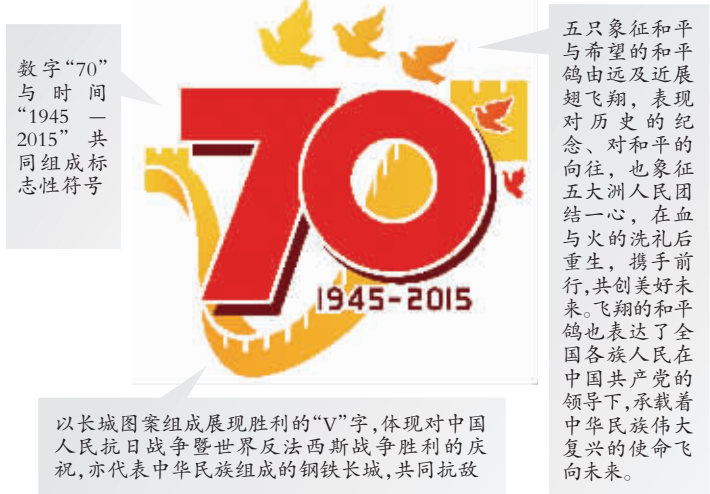 数字“70”
与时间
“1945 —
2015” 共
同组成标
志性符号
70
1945-2015
五只象征和平
与希望的和平
鸽由远及近展
翅飞翔，表现
对历史的纪
念、对和平的
向往，也象征
五大洲人民团
结一心，在血
与火的洗礼后
重生，携手前
行,共创美好未
来。飞翔的和平
鸽也表达了全
国各族人民在
中国共产党的
领导下,承载着
中华民族伟大
复兴的使命飞
向未来。
以长城图案组成展现胜利的“V”字,体现对中国
人民抗日战争暨世界反法西斯战争胜利的庆
祝,亦代表中华民族组成的钢铁长城,共同抗敌